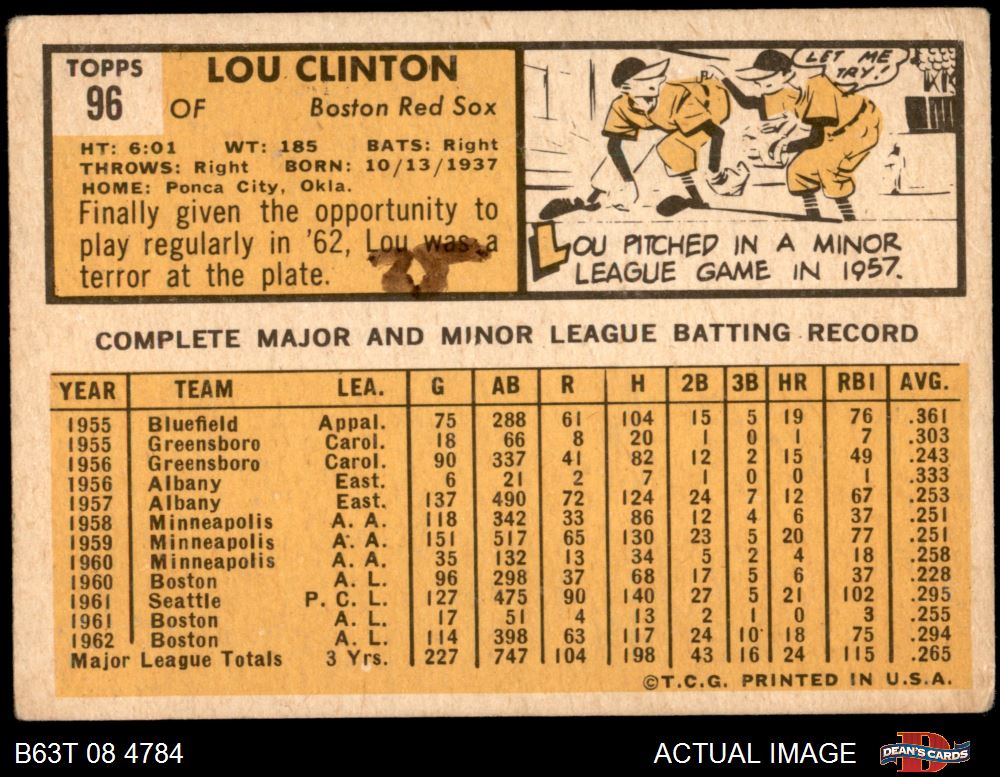 TOPPS
96
LOU CLINTON
OF Boston Red Sox
HT: 6:01 WT: 185 BATS: Right
THROWS: Right BORN: 10/13/1937
HOME: Ponca City, Okla.
Finally given the opportunity to
play regularly in '62, Lou was a
terror at the plate.
LET ME
TRY!
LOU PITCHED IN A MINOR
LEAGUE GAME IN 1957.
COMPLETE MAJOR AND MINOR LEAGUE BATTING RECORD
YEAR TEAM LEA. G AB R H 2B 3B HR RBI AVG.
1955 Bluefield Appal. 75 288 61 104 15 5 19 76 .361
1955 Greensboro Carol. 18 66 8 20 1 0 1 7 .303
1956 Greensboro Carol. 90 337 41 82 12 2 15 49 .243
1956 Albany East. 6 21 2 7 1 0 0 1 .333
1957 Albany East. 137 490 72 124 24 7 12 67 .253
1958 Minneapolis A. A. 118 342 33 86 12 4 6 37 .251
1959 Minneapolis A. A. 151 517 65 130 23 5 20 77 .251
1960 Minneapolis A. A. 35 132 13 34 5 2 4 18 .258
1960 Boston A. L. 96 298 37 68 17 5 6 37 .228
1961 Seattle P. C. L. 127 475 90 140 27 5 21 102 .295
1961 Boston A. L. 17 51 4 13 2 1 0 3 .255
1962 Boston A. L. 114 398 63 117 24 10 18 75 .294
Major League Totals 3 Yrs. 227 747 104 198 43 16 24 115 .265
©T.C.G. PRINTED IN U.S.A.
B63T 08 4784 ACTUAL IMAGE DEAN'S CARDS